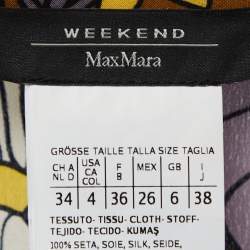 WEEKEND
MaxMara
GRÖSSE TAILLE TALLA SIZE TAGLIA
CH A USA F MEX GB I
NL D CA CO B J
34 4 36 26 6 38
TESSUTO- TISSU- CLOTH- STOFF-
TEJIDO- TECIDO- KUMAŞ
100% SETA, SOIE, SILK, SEIDE,